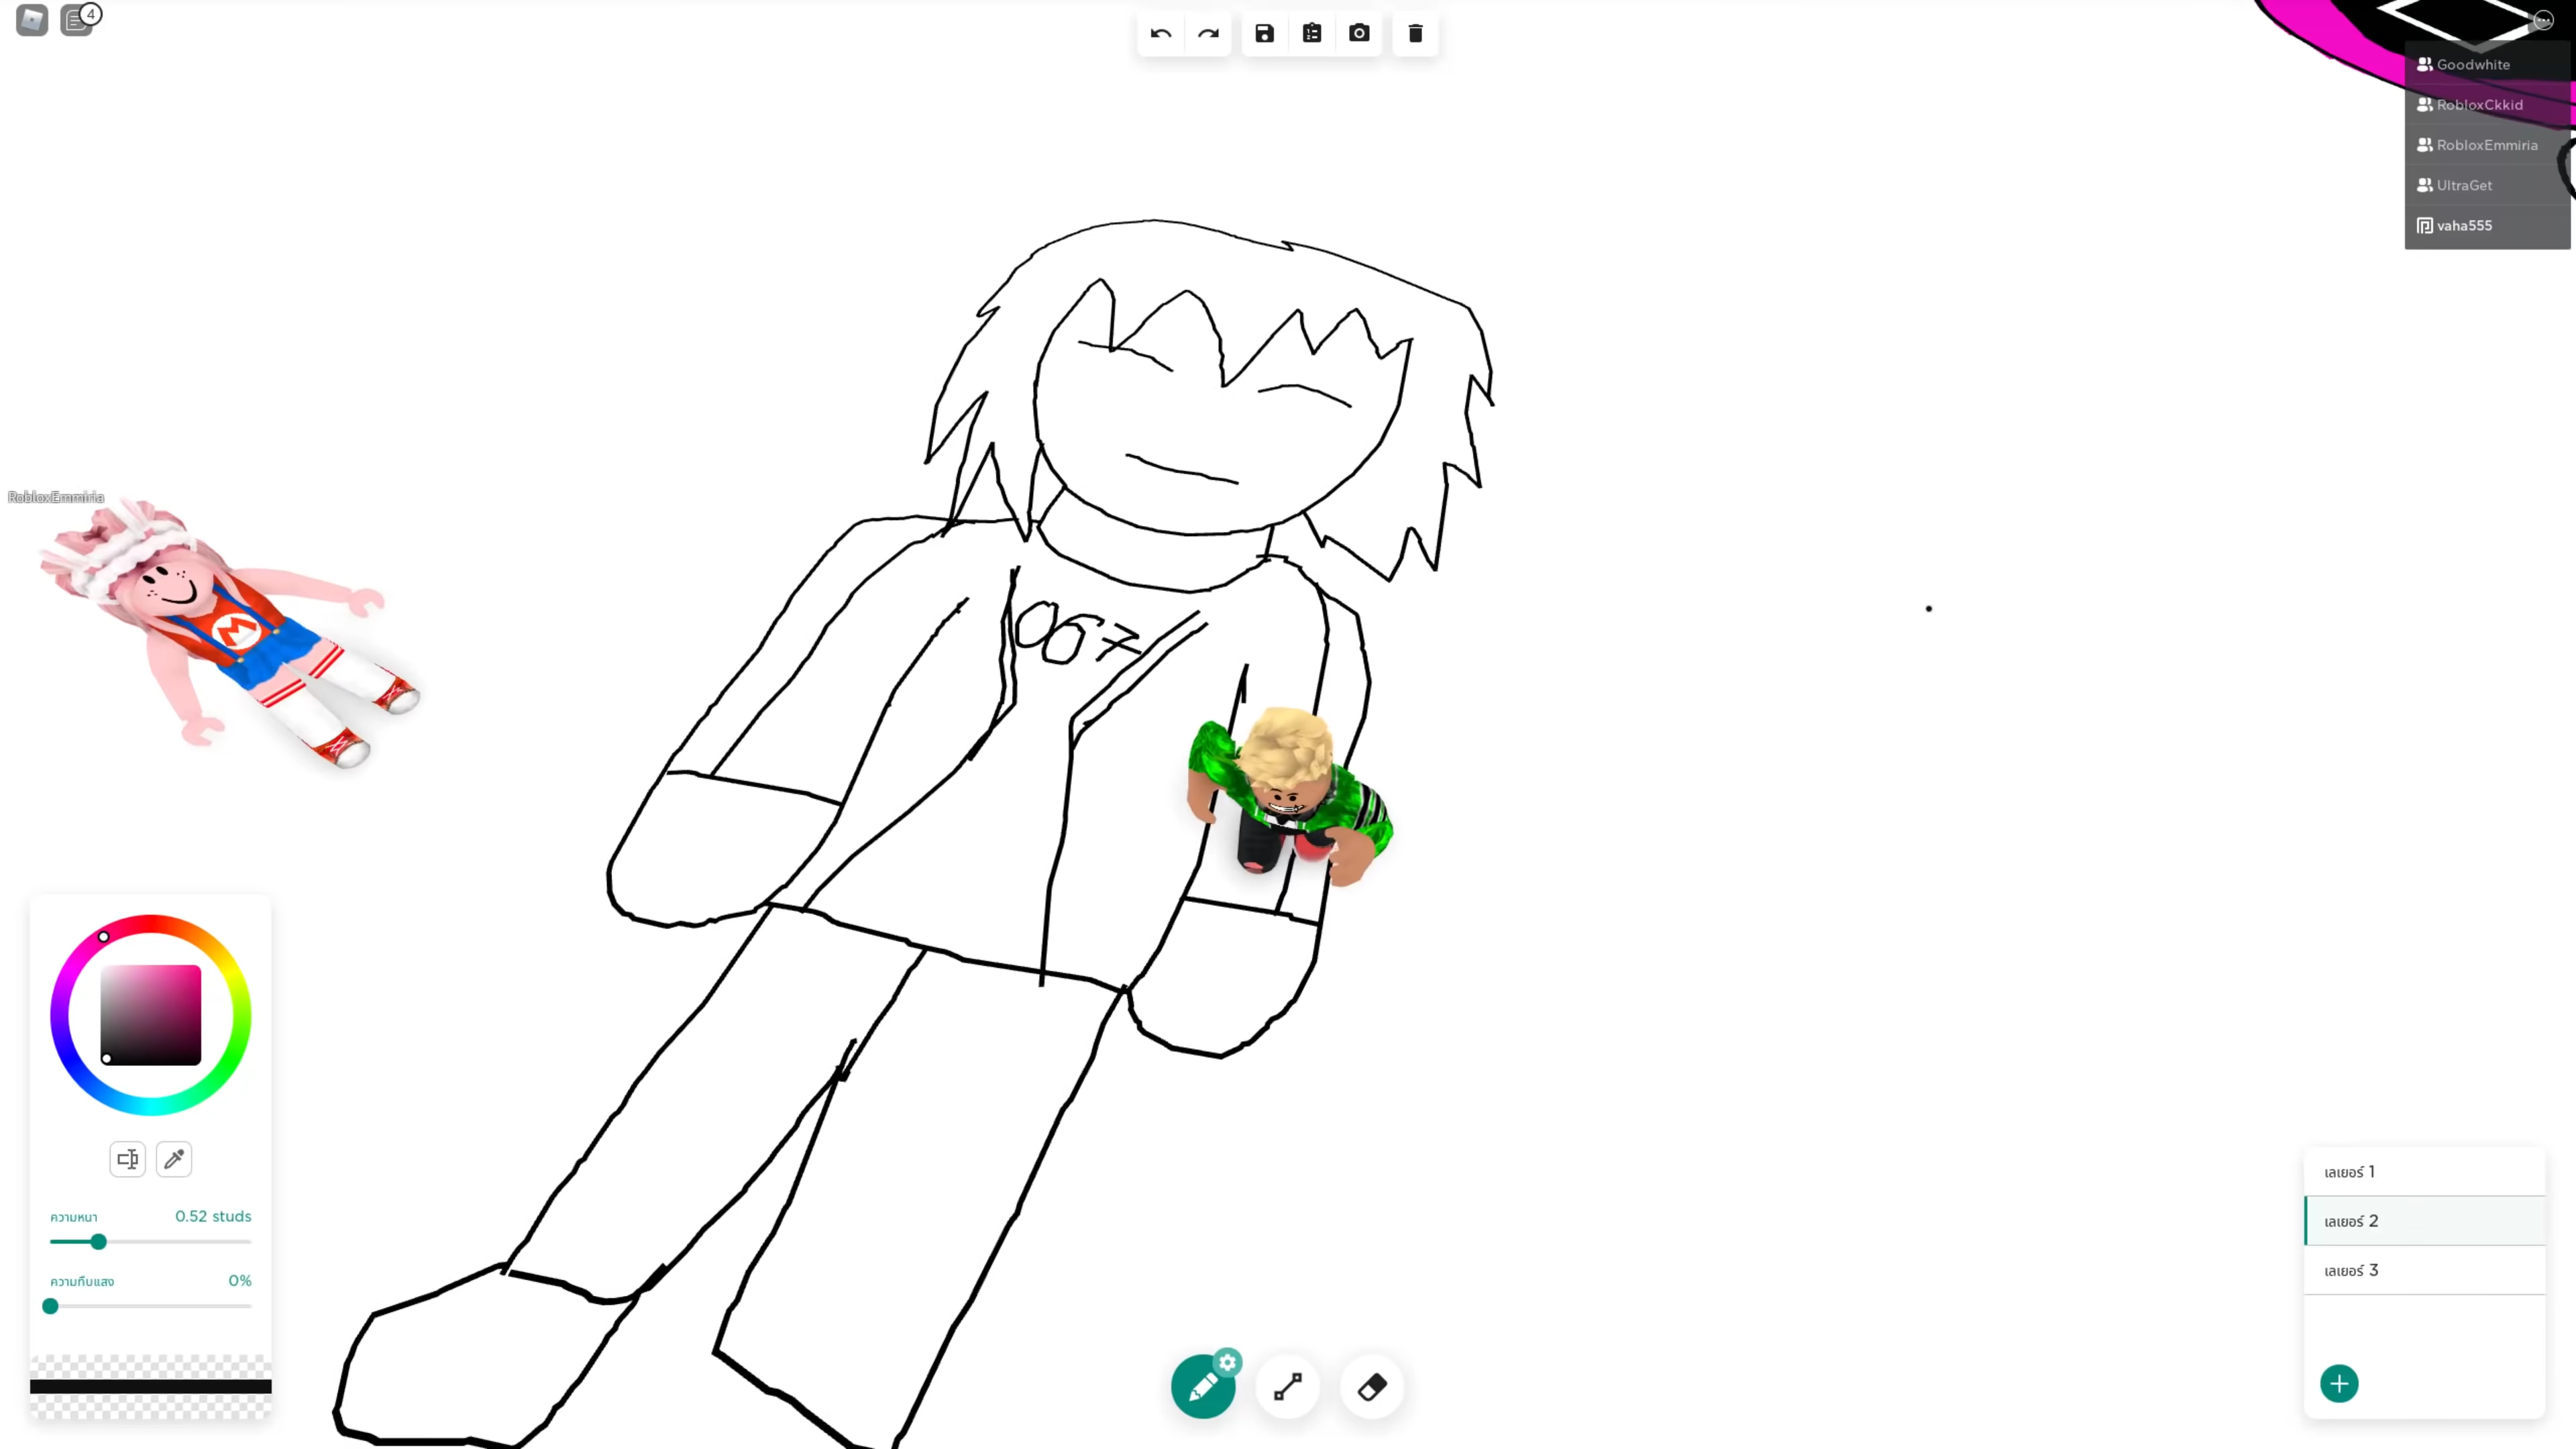 4
Goodwhite
RobloxCkkid
RobloxEmmiria
UltraGet
vaha555
RobloxEmmiria
M
067
ความหนา 0.52 studs
ความทึบแสง 0%
เลเยอร์ 1
เลเยอร์ 2
เลเยอร์ 3